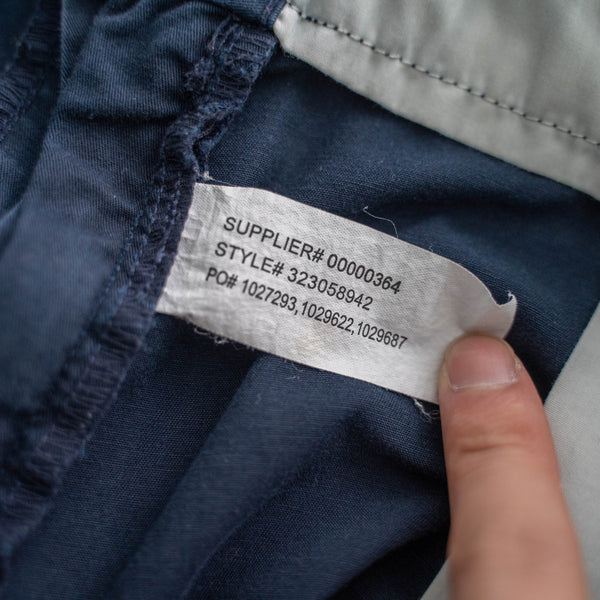 SUPPLIER# 00000364
STYLE# 323058942
PO# 1027293,1029622,1029687